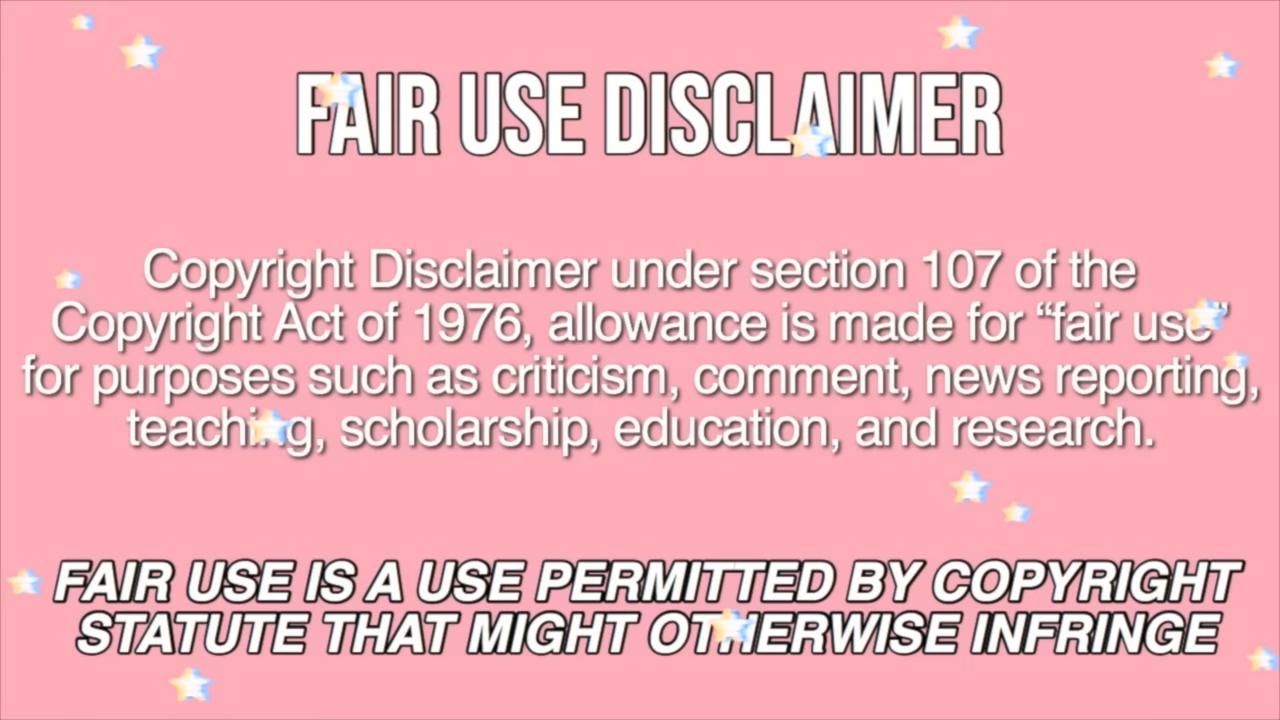 FAIR USE DISCLAIMER
Copyright Disclaimer under section 107 of the
Copyright Act of 1976, allowance is made for “fair use”
for purposes such as criticism, comment, news reporting,
teaching, scholarship, education, and research.
FAIR USE IS A USE PERMITTED BY COPYRIGHT
STATUTE THAT MIGHT OTHERWISE INFRINGE